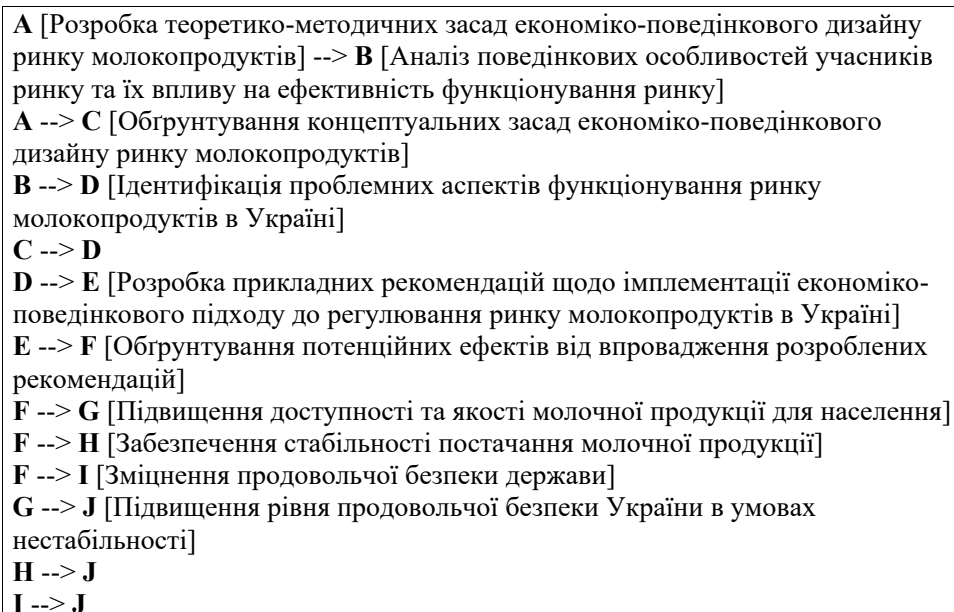 A [Розробка теоретико-методичних засад економіко-поведінкового дизайну
ринку молокопродуктів] --> B [Аналіз поведінкових особливостей учасників
ринку та їх впливу на ефективність функціонування ринку]
A --> C [Обґрунтування концептуальних засад економіко-поведінкового
дизайну ринку молокопродуктів]
B --> D [Ідентифікація проблемних аспектів функціонування ринку
молокопродуктів в Україні]
C --> D
D --> E [Розробка прикладних рекомендацій щодо імплементації економіко-
поведінкового підходу до регулювання ринку молокопродуктів в Україні]
E --> F [Обґрунтування потенційних ефектів від впровадження розроблених
рекомендацій]
F --> G [Підвищення доступності та якості молочної продукції для населення]
F --> H [Забезпечення стабільності постачання молочної продукції]
F --> I [Зміцнення продовольчої безпеки держави]
G --> J [Підвищення рівня продовольчої безпеки України в умовах
нестабільності]
H --> J
I --> J